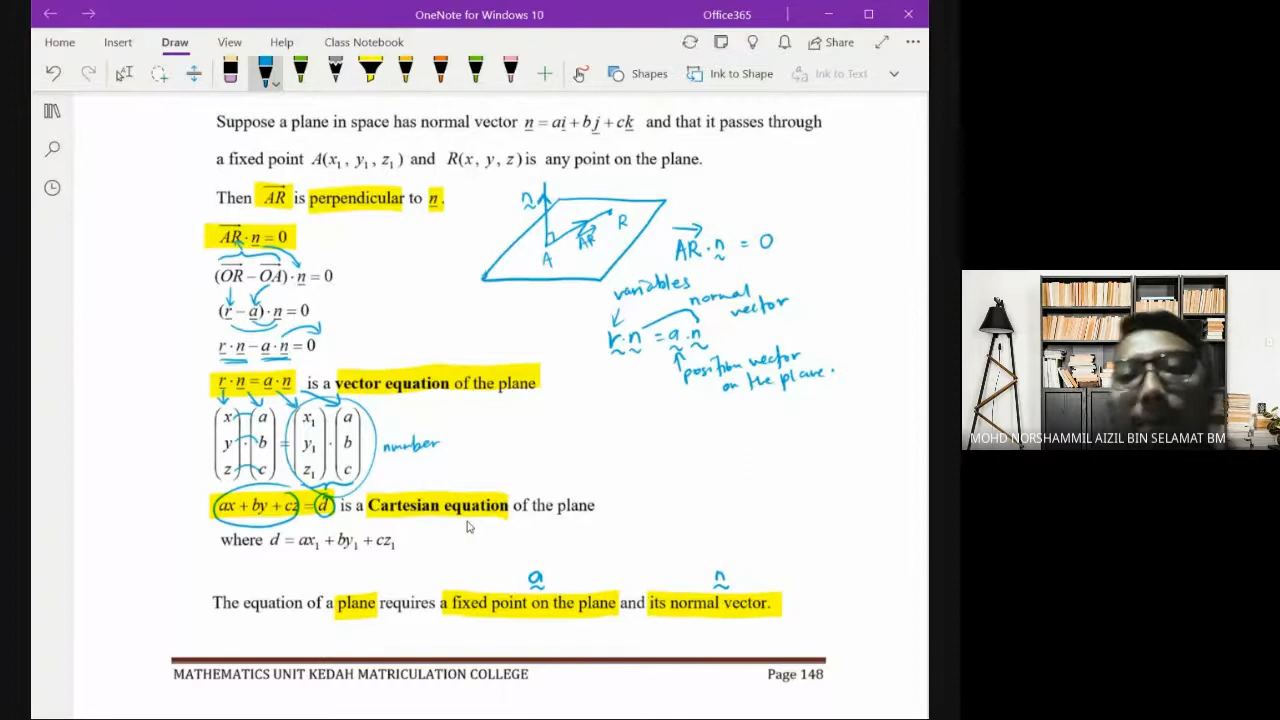 OneNote for Windows 10
Office365
Home Insert Draw View Help Class Notebook
Share
Shapes Ink to Shape Ink to Text
Suppose a plane in space has normal vector n = ai + bj + ck and that it passes through
a fixed point A(x₁, y₁, z₁) and R(x, y, z) is any point on the plane.
Then AR→ is perpendicular to n.
AR→ · n = 0
(OR→ − OA→) · n = 0
(r − a) · n = 0
r · n − a · n = 0
r · n = a · n is a vector equation of the plane
(x y z) · (a b c) = (x₁ y₁ z₁) · (a b c) number
ax + by + cz = d is a Cartesian equation of the plane
where d = ax₁ + by₁ + cz₁
n
R
AR→
A
AR→ · n = 0
variables
normal vector
r · n = a · n
position vector
on the plane.
a n
The equation of a plane requires a fixed point on the plane and its normal vector.
MATHEMATICS UNIT KEDAH MATRICULATION COLLEGE Page 148
MOHD NORSHAMMIL AIZIL BIN SELAMAT BM